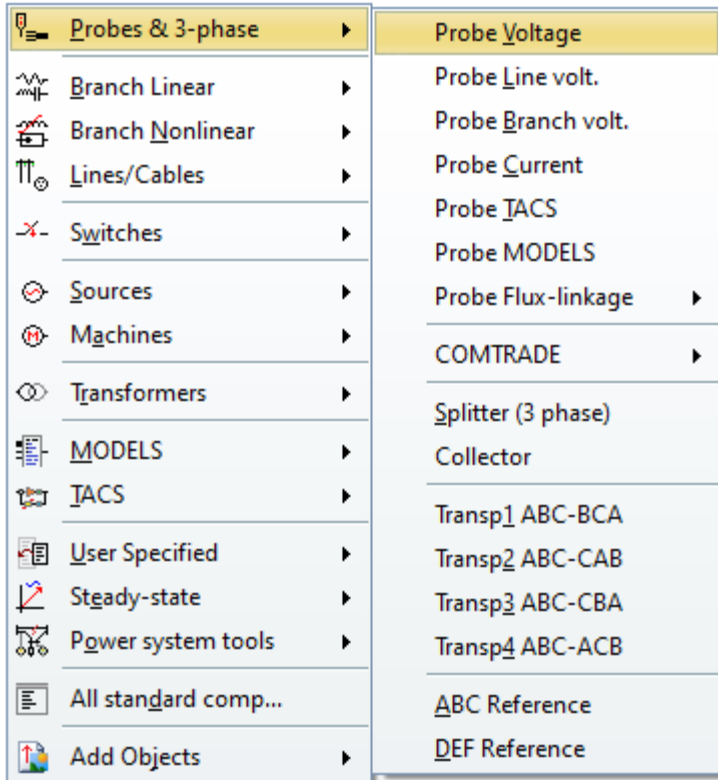 Probes & 3-phase
Branch Linear
Branch Nonlinear
Lines/Cables
Switches
Sources
Machines
Transformers
MODELS
TACS
User Specified
Steady-state
Power system tools
All standard comp...
Add Objects
Probe Voltage
Probe Line volt.
Probe Branch volt.
Probe Current
Probe TACS
Probe MODELS
Probe Flux-linkage
COMTRADE
Splitter (3 phase)
Collector
Transp1 ABC-BCA
Transp2 ABC-CAB
Transp3 ABC-CBA
Transp4 ABC-ACB
ABC Reference
DEF Reference